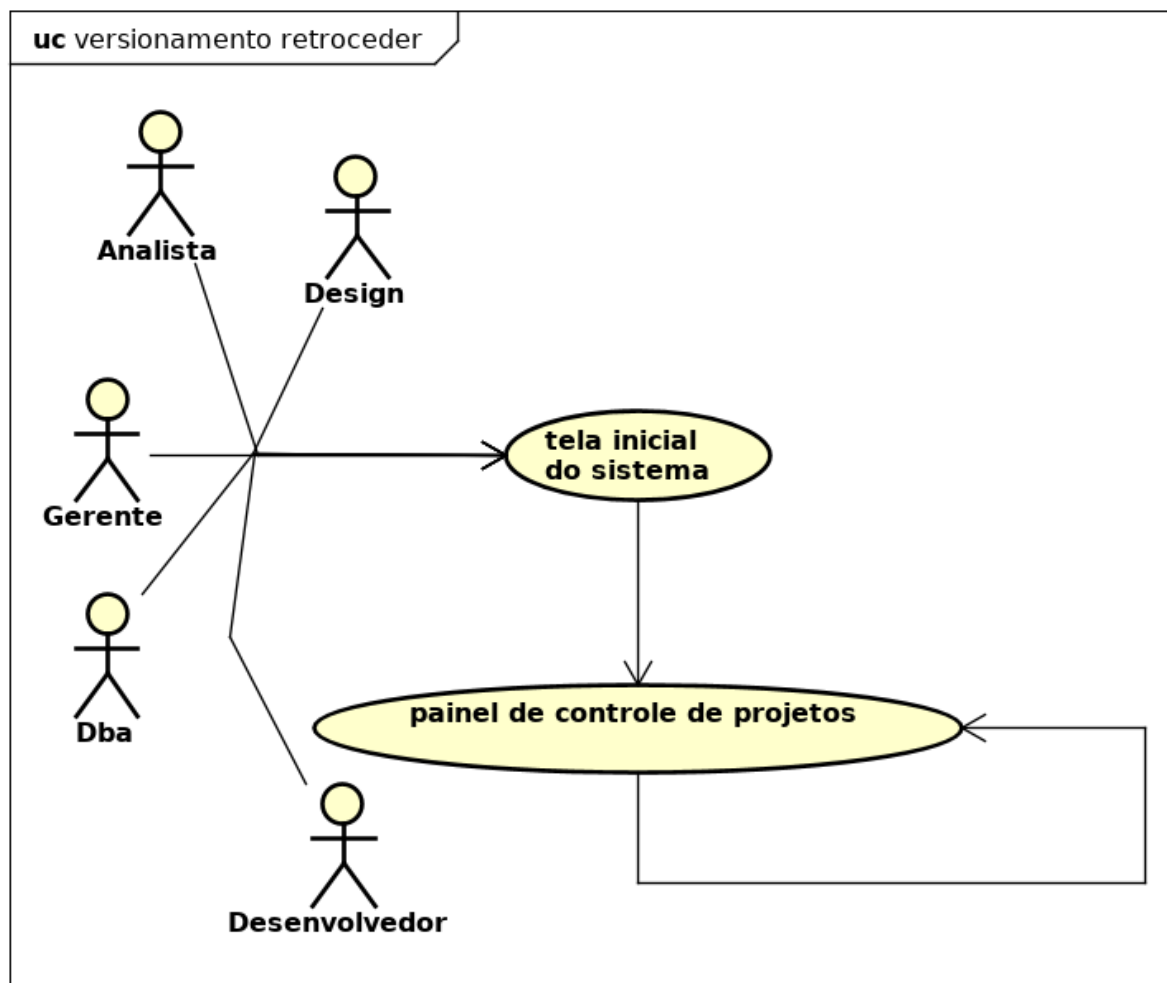 uc versionamento retroceder
Analista
Design
Gerente
tela inicial
do sistema
Dba
painel de controle de projetos
Desenvolvedor